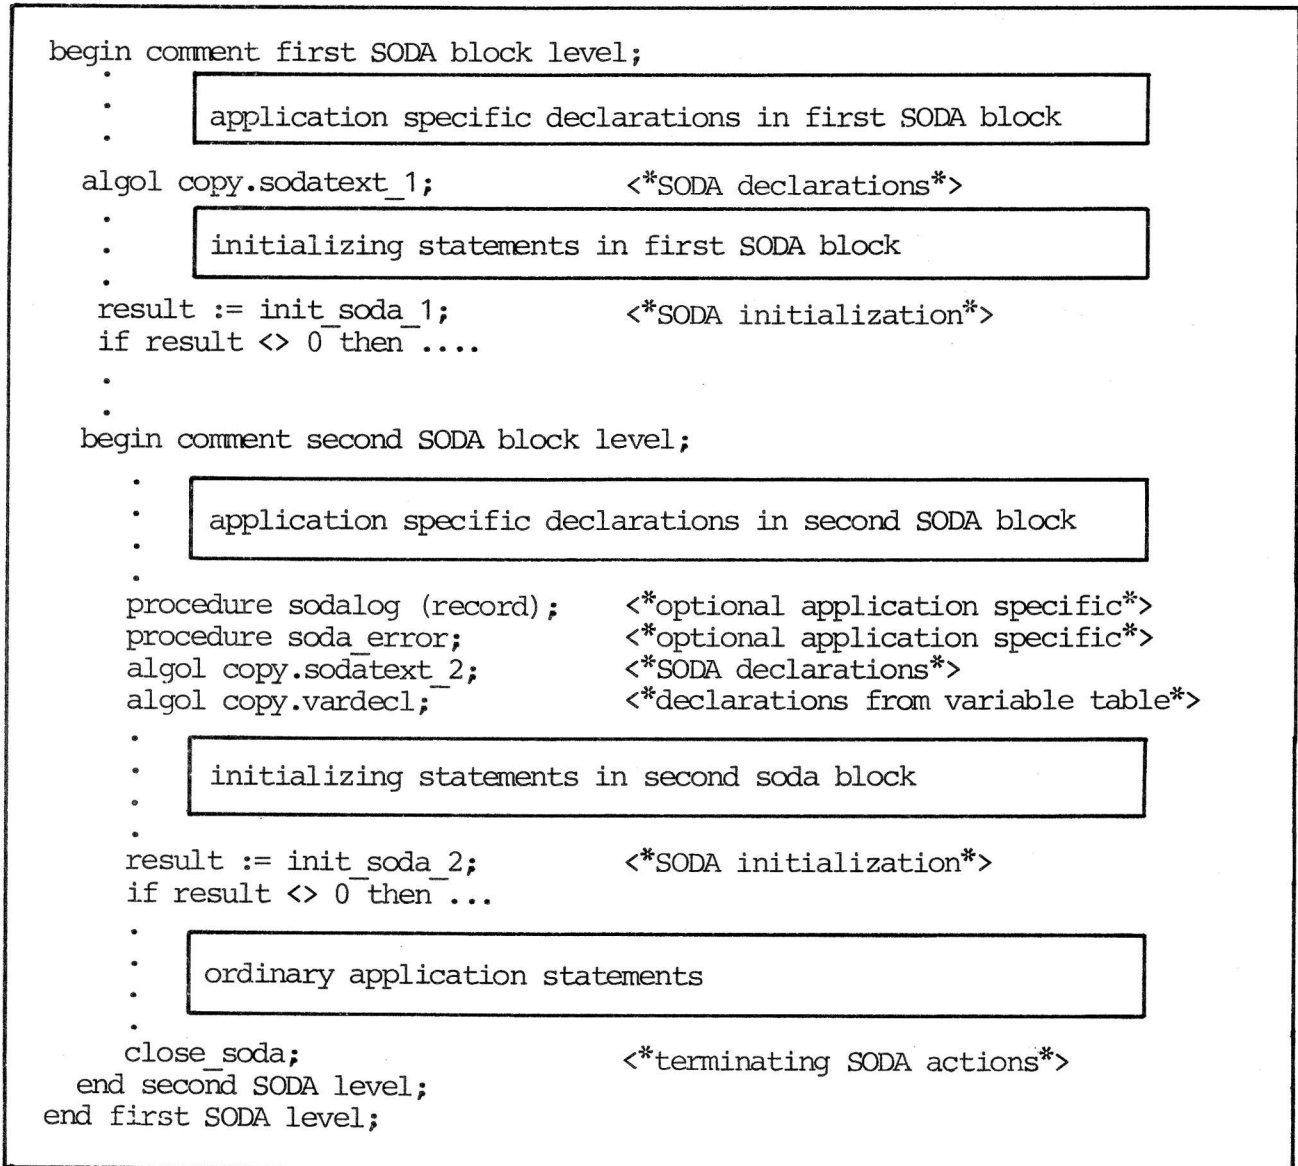 begin comment first SODA block level;
.
.
.
application specific declarations in first SODA block
algol copy.sodatext_1; <*SODA declarations*>
.
.
.
initializing statements in first SODA block
result := init_soda_1; <*SODA initialization*>
if result <> 0 then ....
.
.
begin comment second SODA block level;
.
.
.
.
application specific declarations in second SODA block
procedure sodalog (record); <*optional application specific*>
procedure soda_error; <*optional application specific*>
algol copy.sodatext_2; <*SODA declarations*>
algol copy.vardecl; <*declarations from variable table*>
.
.
.
.
initializing statements in second soda block
result := init_soda_2; <*SODA initialization*>
if result <> 0 then ...
.
.
.
.
ordinary application statements
close_soda; <*terminating SODA actions*>
end second SODA level;
end first SODA level;